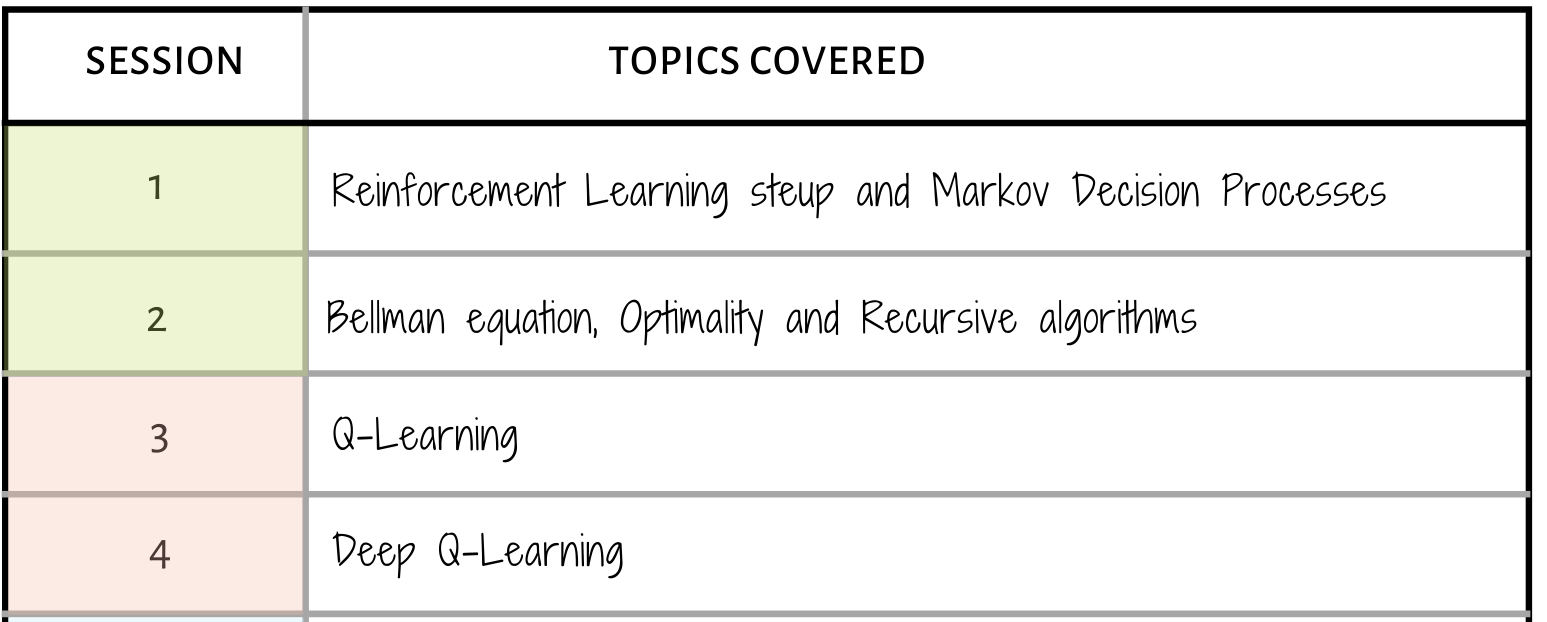 SESSION TOPICS COVERED
1 Reinforcement Learning steup and Markov Decision Processes
2 Bellman equation, Optimality and Recursive algorithms
3 Q-Learning
4 Deep Q-Learning